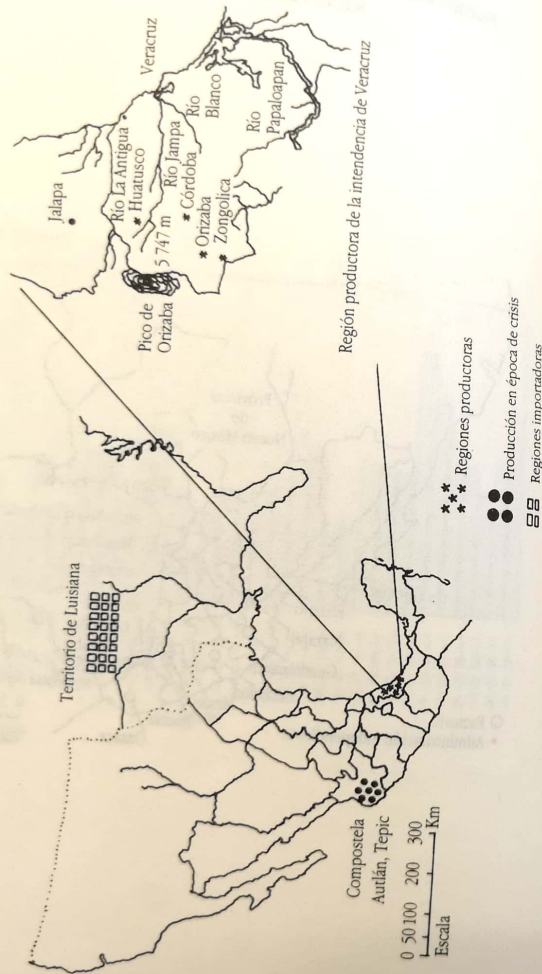 Jalapa
Río La Antigua
Huatusco
Veracruz
Río Jampa
Córdoba
Río
Blanco
Orizaba
Zongolica
Río
Papaloapan
Pico de
Orizaba
5 747 m
Región productora de la intendencia de Veracruz
Territorio de Luisiana
Compostela
Autlán, Tepic
0 50 100 200 300
Km
Escala
Regiones productoras
Producción en época de crisis
Regiones importadoras